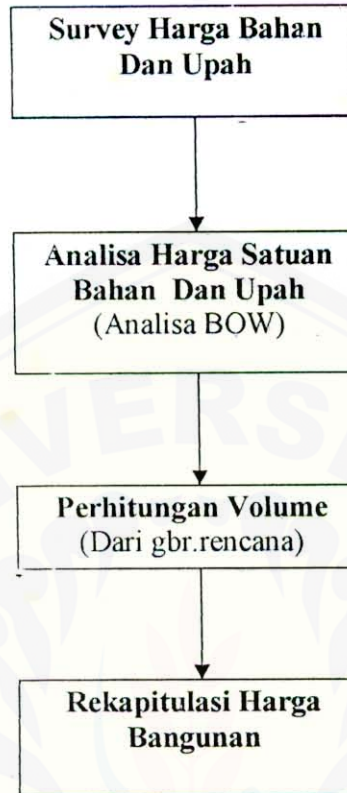 Survey Harga Bahan
Dan Upah
Analisa Harga Satuan
Bahan Dan Upah
(Analisa BOW)
Perhitungan Volume
(Dari gbr.rencana)
Rekapitulasi Harga
Bangunan